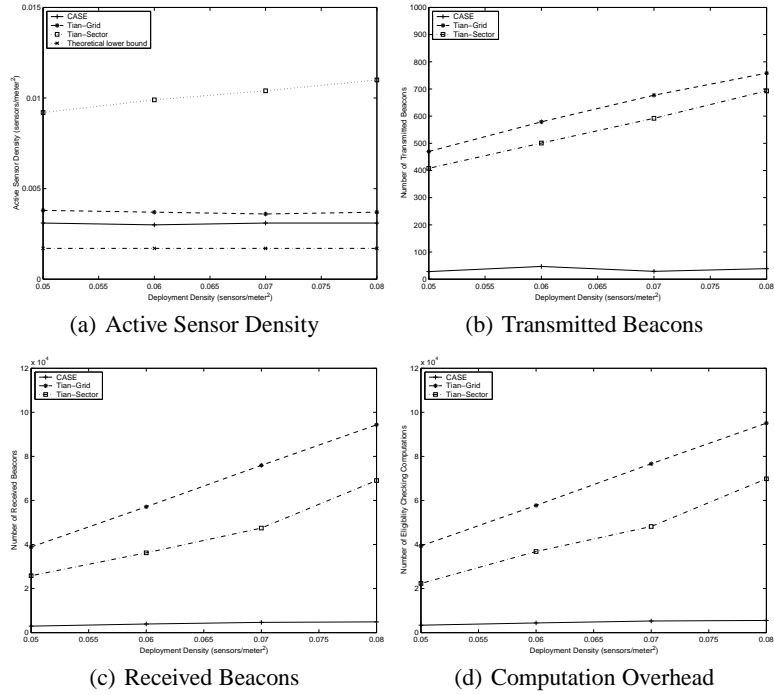 0.015
CASE
Tian−Grid
Tian−Sector
Theoretical lower bound
0.01
0.005
0
Active Sensor Density (sensors/meter2)
0.05 0.055 0.06 0.065 0.07 0.075 0.08
Deployment Density (sensors/meter2)
(a) Active Sensor Density
1000
900
800
700
600
500
400
300
200
100
0
CASE
Tian−Grid
Tian−Sector
Number of Transmitted Beacons
0.05 0.055 0.06 0.065 0.07 0.075 0.08
Deployment Density (sensors/meter2)
(b) Transmitted Beacons
x 10^4
12
10
8
6
4
2
0
CASE
Tian−Grid
Tian−Sector
Number of Received Beacons
0.05 0.055 0.06 0.065 0.07 0.075 0.08
Deployment Density (sensors/meter2)
(c) Received Beacons
x 10^4
12
10
8
6
4
2
0
CASE
Tian−Grid
Tian−Sector
Number of Eligibility Checking Computations
0.05 0.055 0.06 0.065 0.07 0.075 0.08
Deployment Density (sensors/meter2)
(d) Computation Overhead